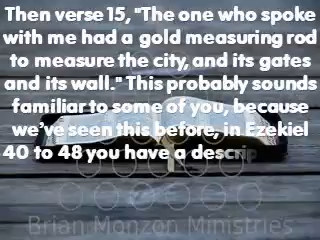 Then verse 15, "The one who spoke
with me had a gold measuring rod
to measure the city, and its gates
and its wall." This probably sounds
familiar to some of you, because
we've seen this before, in Ezekiel
40 to 48 you have a descrip
Brian Monzon Ministries